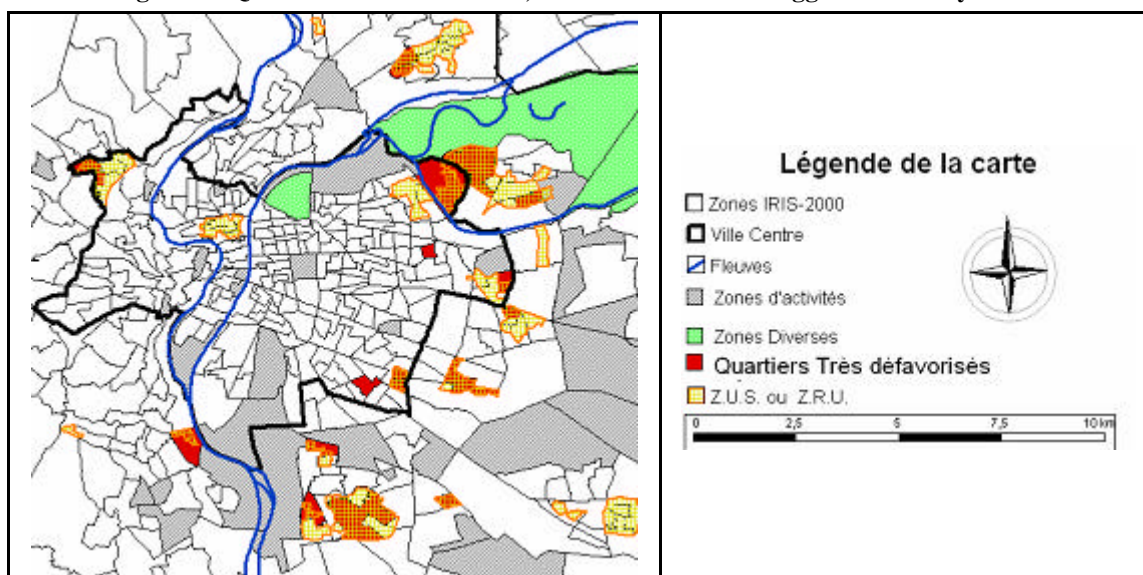 Légende de la carte
Zones IRIS-2000
Ville Centre
Fleuves
Zones d'activités
Zones Diverses
Quartiers Très défavorisés
Z.U.S. ou Z.R.U.
0 2,5 5 7,5 10 km